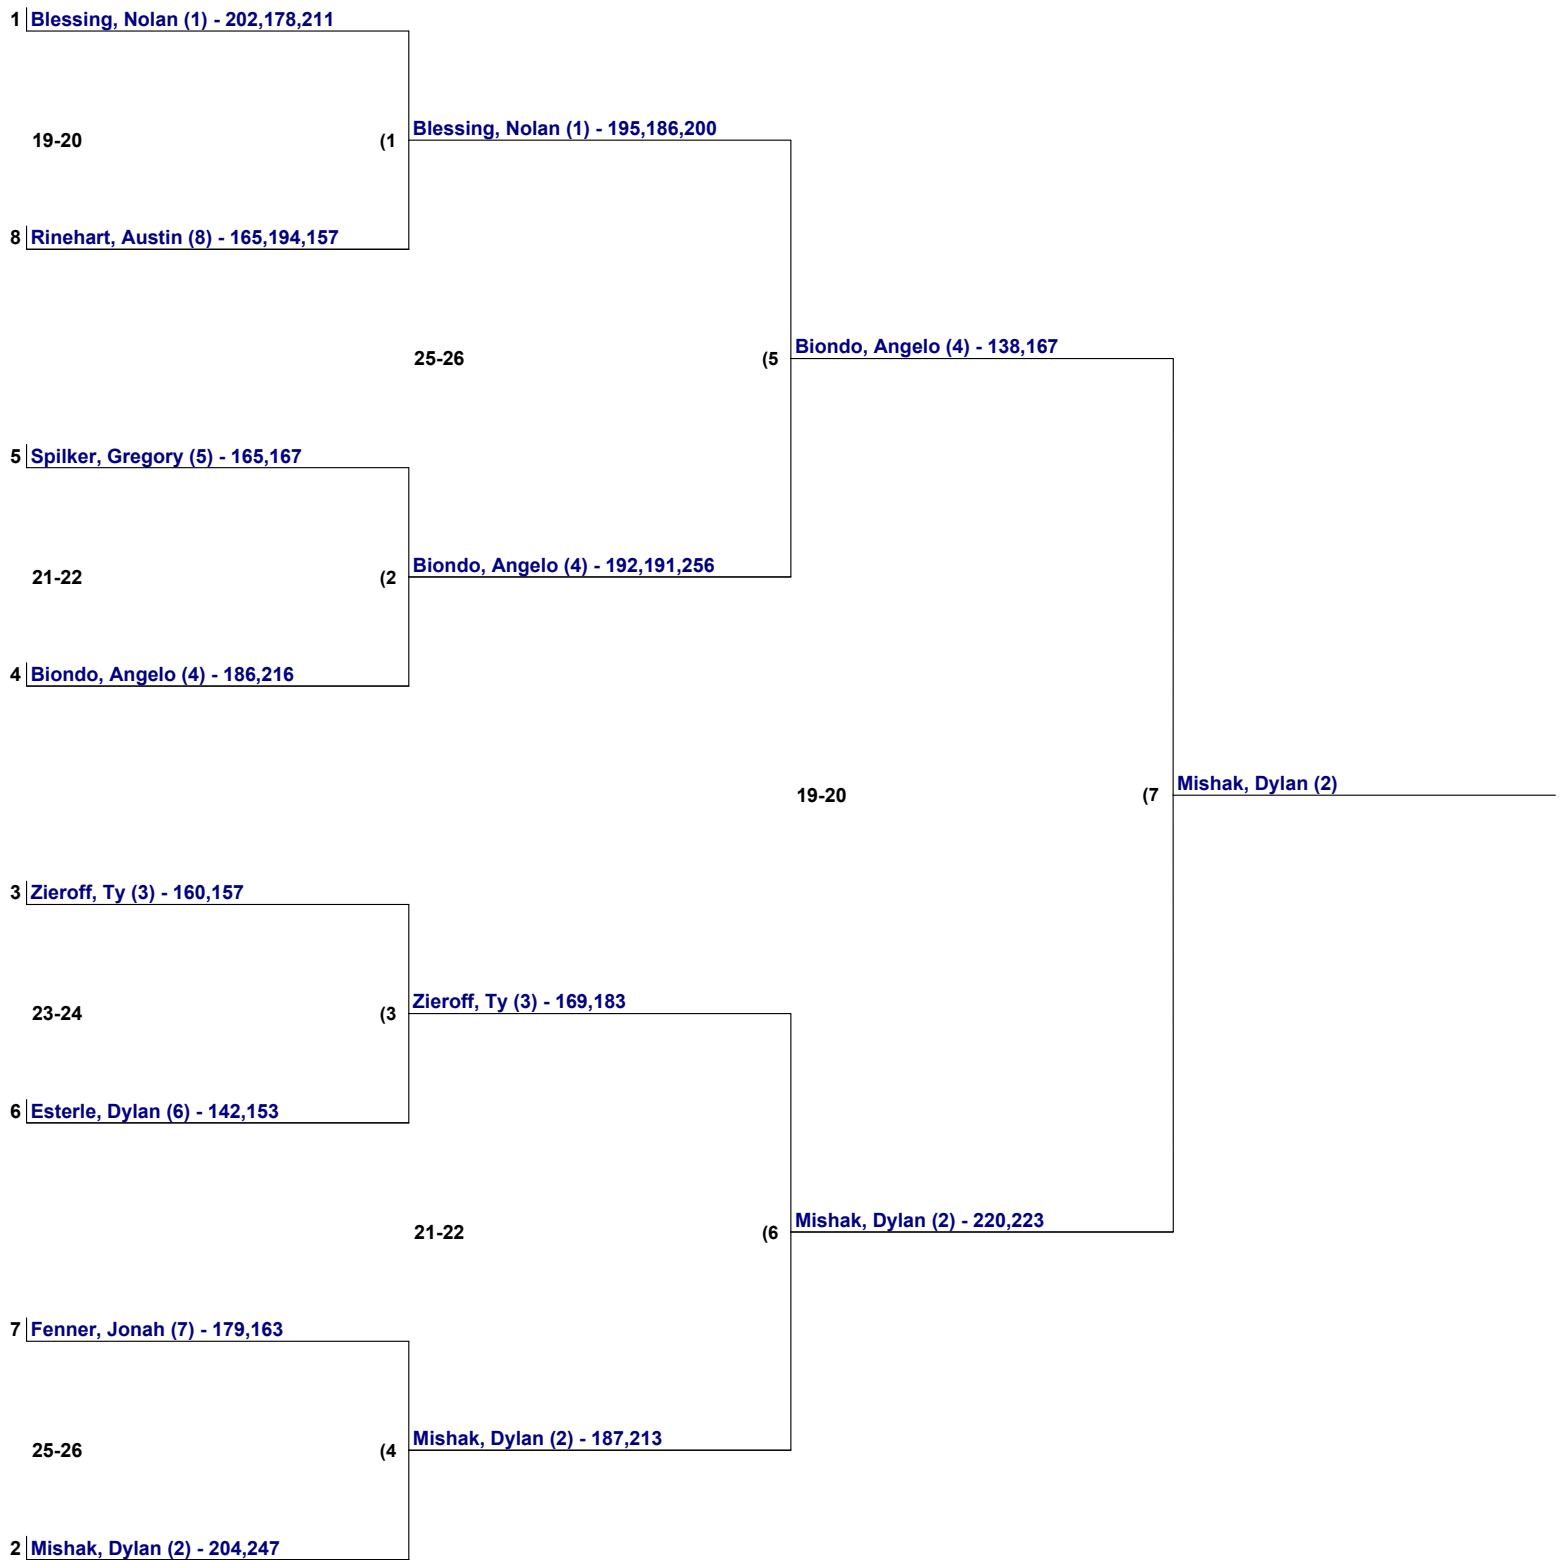 1 Blessing, Nolan (1) - 202,178,211
Blessing, Nolan (1) - 195,186,200
19-20 (1
8 Rinehart, Austin (8) - 165,194,157
Biondo, Angelo (4) - 138,167
25-26 (5
5 Spilker, Gregory (5) - 165,167
Biondo, Angelo (4) - 192,191,256
21-22 (2
4 Biondo, Angelo (4) - 186,216
Mishak, Dylan (2)
19-20 (7
3 Zieroff, Ty (3) - 160,157
Zieroff, Ty (3) - 169,183
23-24 (3
6 Esterle, Dylan (6) - 142,153
Mishak, Dylan (2) - 220,223
21-22 (6
7 Fenner, Jonah (7) - 179,163
Mishak, Dylan (2) - 187,213
25-26 (4
2 Mishak, Dylan (2) - 204,247